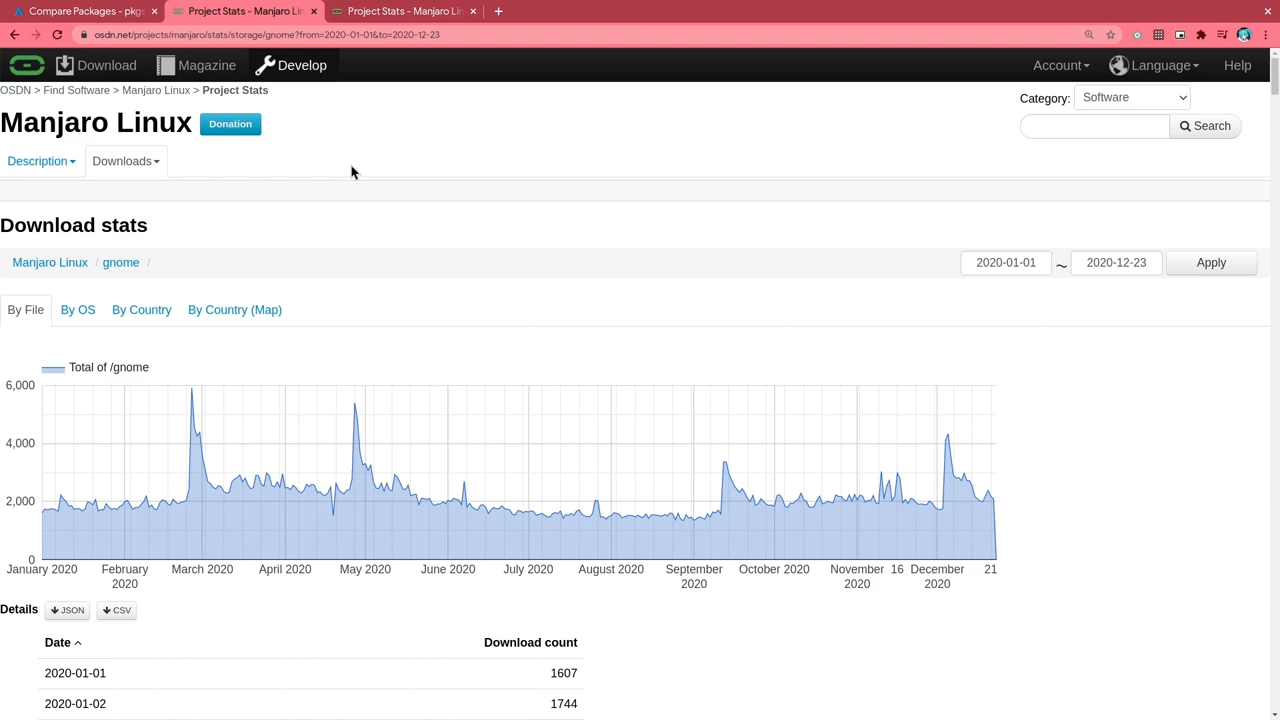 Compare Packages - pkgs
Project Stats - Manjaro Lin
Project Stats - Manjaro Lin
osdn.net/projects/manjaro/stats/storage/gnome?from=2020-01-01&to=2020-12-23
Download
Magazine
Develop
Account
Language
Help
OSDN > Find Software > Manjaro Linux > Project Stats
Category:
Software
Manjaro Linux
Donation
Search
Description
Downloads
Download stats
Manjaro Linux / gnome /
2020-01-01 ~ 2020-12-23 Apply
By File
By OS
By Country
By Country (Map)
Total of /gnome
6,000
4,000
2,000
0
January 2020
February 2020
March 2020
April 2020
May 2020
June 2020
July 2020
August 2020
September 2020
October 2020
November 2020
16
December 2020
21
Details
JSON
CSV
Date
Download count
2020-01-01 1607
2020-01-02 1744